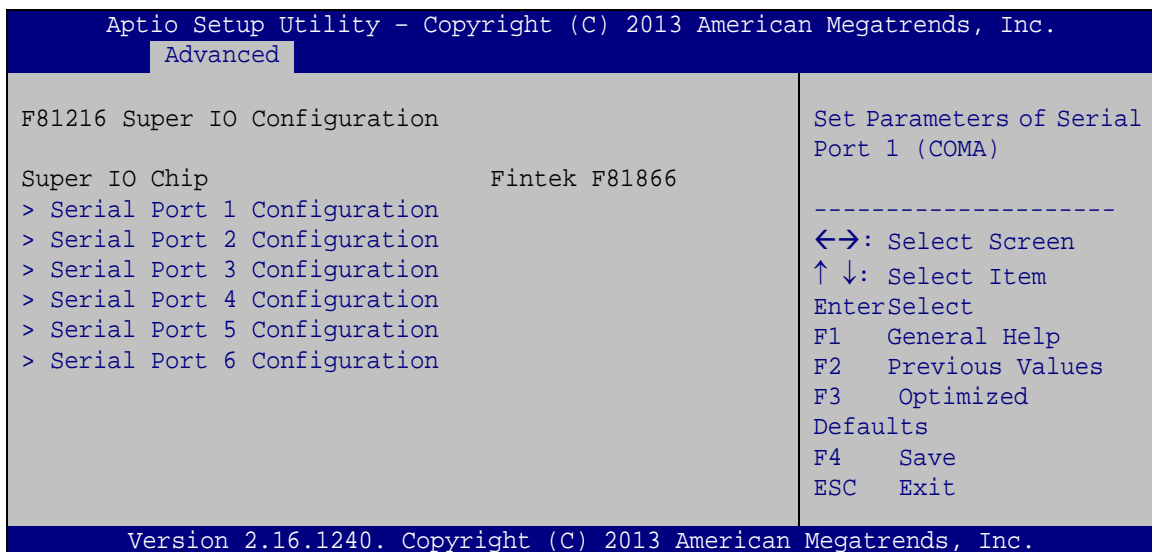 Aptio Setup Utility – Copyright (C) 2013 American Megatrends, Inc.
Advanced
F81216 Super IO Configuration
Super IO Chip Fintek F81866
> Serial Port 1 Configuration
> Serial Port 2 Configuration
> Serial Port 3 Configuration
> Serial Port 4 Configuration
> Serial Port 5 Configuration
> Serial Port 6 Configuration
Set Parameters of Serial
Port 1 (COMA)
---------------------
←→: Select Screen
↑ ↓: Select Item
EnterSelect
F1 General Help
F2 Previous Values
F3 Optimized
Defaults
F4 Save
ESC Exit
Version 2.16.1240. Copyright (C) 2013 American Megatrends, Inc.